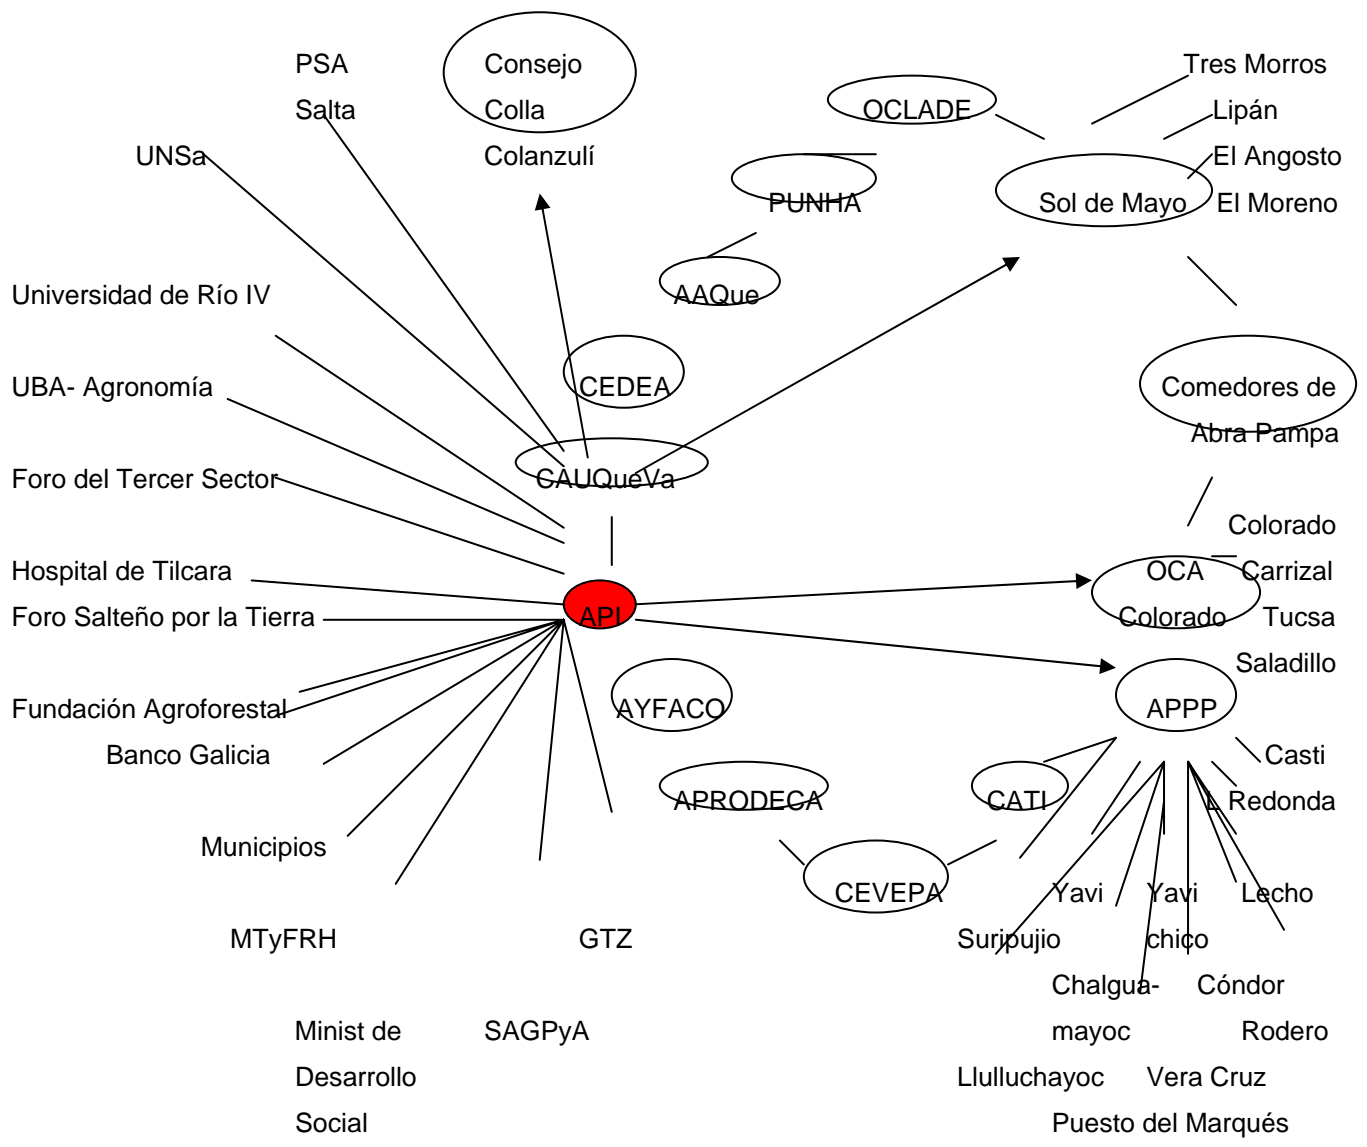 PSA
Consejo
Tres Morros
Salta
Colla
OCLADE
Lipán
UNSa
Colanzulí
El Angosto
PUNHA
Sol de Mayo
El Moreno
Universidad de Río IV
AAQue
UBA- Agronomía
CEDEA
Comedores de
Abra Pampa
Foro del Tercer Sector
CAUQueVa
Colorado
Hospital de Tilcara
OCA
Carrizal
Foro Salteño por la Tierra
API
Colorado
Tucsa
Saladillo
Fundación Agroforestal
AYFACO
APPP
Banco Galicia
Casti
APRODECA
CATI
L Redonda
Municipios
CEVEPA
Yavi
Yavi
Lecho
MTyFRH
GTZ
Suripujio
chico
Chalgua-
Cóndor
Minist de
SAGPyA
mayoc
Rodero
Desarrollo
Llulluchayoc
Vera Cruz
Social
Puesto del Marqués